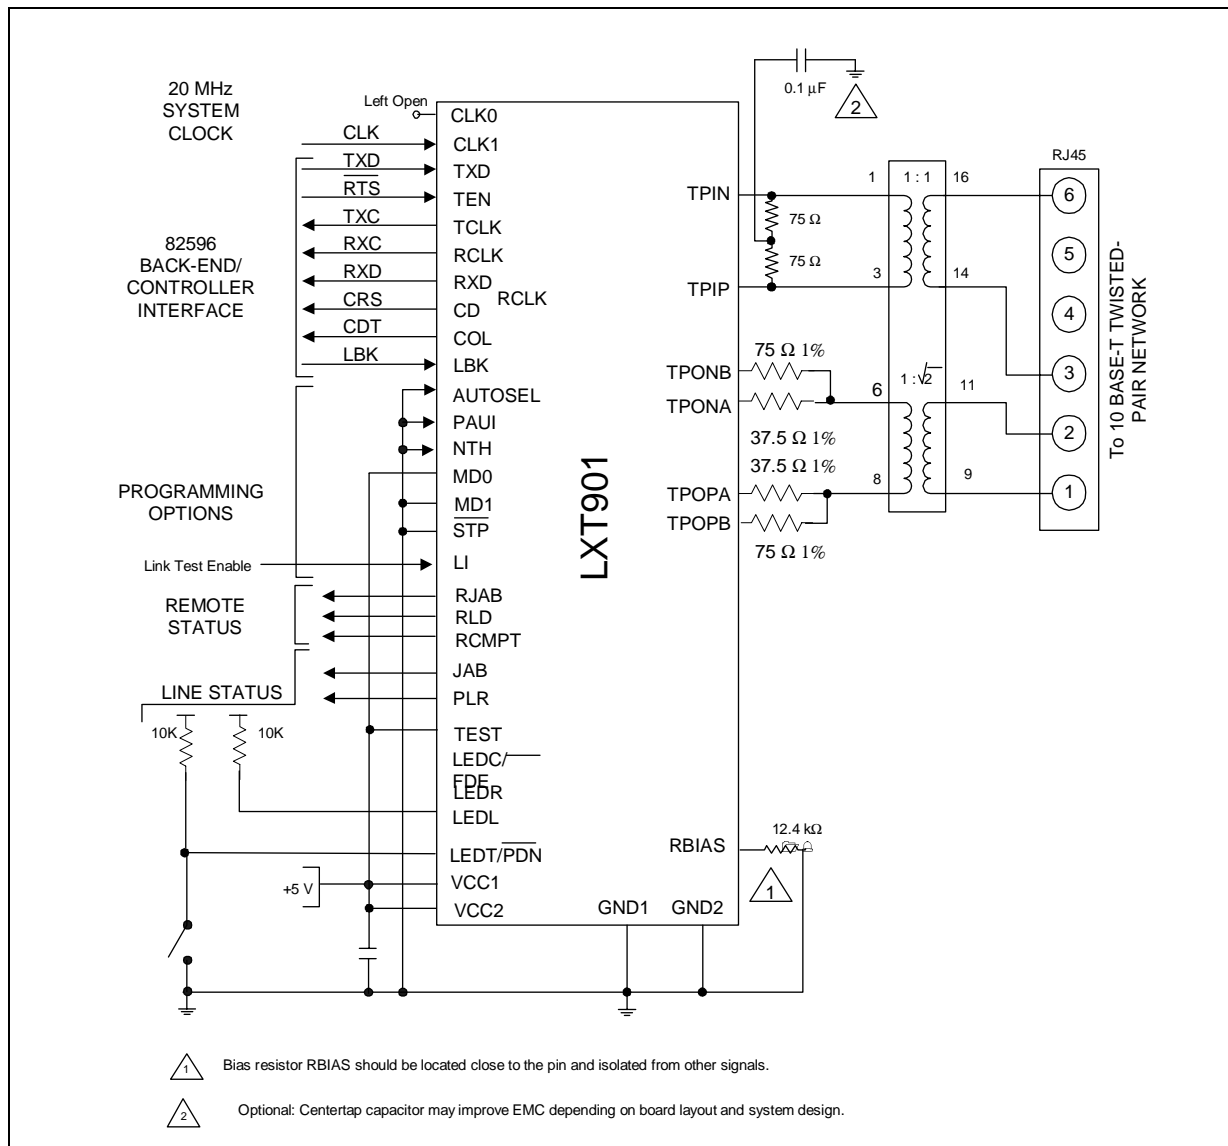 20 MHz
SYSTEM
CLOCK
Left Open
CLK0
CLK
CLK1
TXD
TXD
RTS
TEN
TXC
TCLK
RXC
RCLK
RXD
RXD
RCLK
CRS
CD
CDT
COL
LBK
LBK
82596
BACK-END/
CONTROLLER
INTERFACE
AUTOSEL
PAUI
NTH
MD0
MD1
STP
PROGRAMMING
OPTIONS
Link Test Enable
LI
REMOTE
STATUS
RJAB
RLD
RCMPT
JAB
PLR
LINE STATUS
10K
10K
TEST
LEDC/
FDE
LEDR
LEDL
LEDT/PDN
+5 V
VCC1
VCC2
LXT901
GND1
GND2
RBIAS
12.4 kΩ
1
0.1 µF
2
TPIN
75 Ω
75 Ω
TPIP
1
1 : 1
16
3
14
75 Ω 1%
TPONB
TPONA
37.5 Ω 1%
37.5 Ω 1%
TPOPA
TPOPB
75 Ω 1%
6
1 : √2
11
8
9
RJ45
6
5
4
3
2
1
To 10 BASE-T TWISTED-
PAIR NETWORK
1
Bias resistor RBIAS should be located close to the pin and isolated from other signals.
2
Optional: Centertap capacitor may improve EMC depending on board layout and system design.